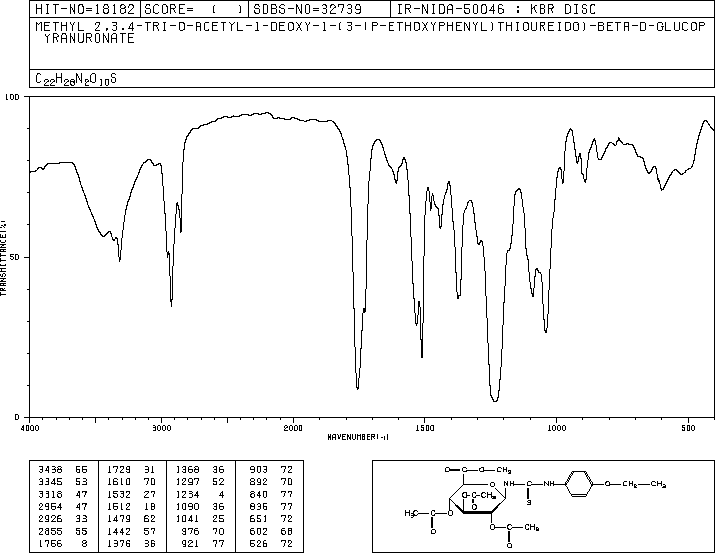 HIT-NO=18182 SCORE= ( ) SDBS-NO=32739 IR-NIDA-50046 : KBR DISC
METHYL 2,3,4-TRI-O-ACETYL-1-DEOXY-1-(3-(P-ETHOXYPHENYL)THIOUREIDO)-BETA-D-GLUCOP
YRANURONATE
C22H28N2O10S
100
50
0
TRANSMITTANCE(%)
4000 3000 2000 1500 1000 500
WAVENUMBER(-1)
3438 55 1729 31 1368 36 903 72
3345 53 1610 70 1297 52 892 70
3318 47 1532 27 1234 4 840 77
2954 47 1512 18 1090 36 836 77
2926 33 1479 62 1041 25 651 72
2855 55 1442 57 976 70 602 68
1756 8 1376 36 921 77 526 72
O O CH3
O NH NH O CH2 CH3
O CH3 S
CH3 O O
O O CH3
O